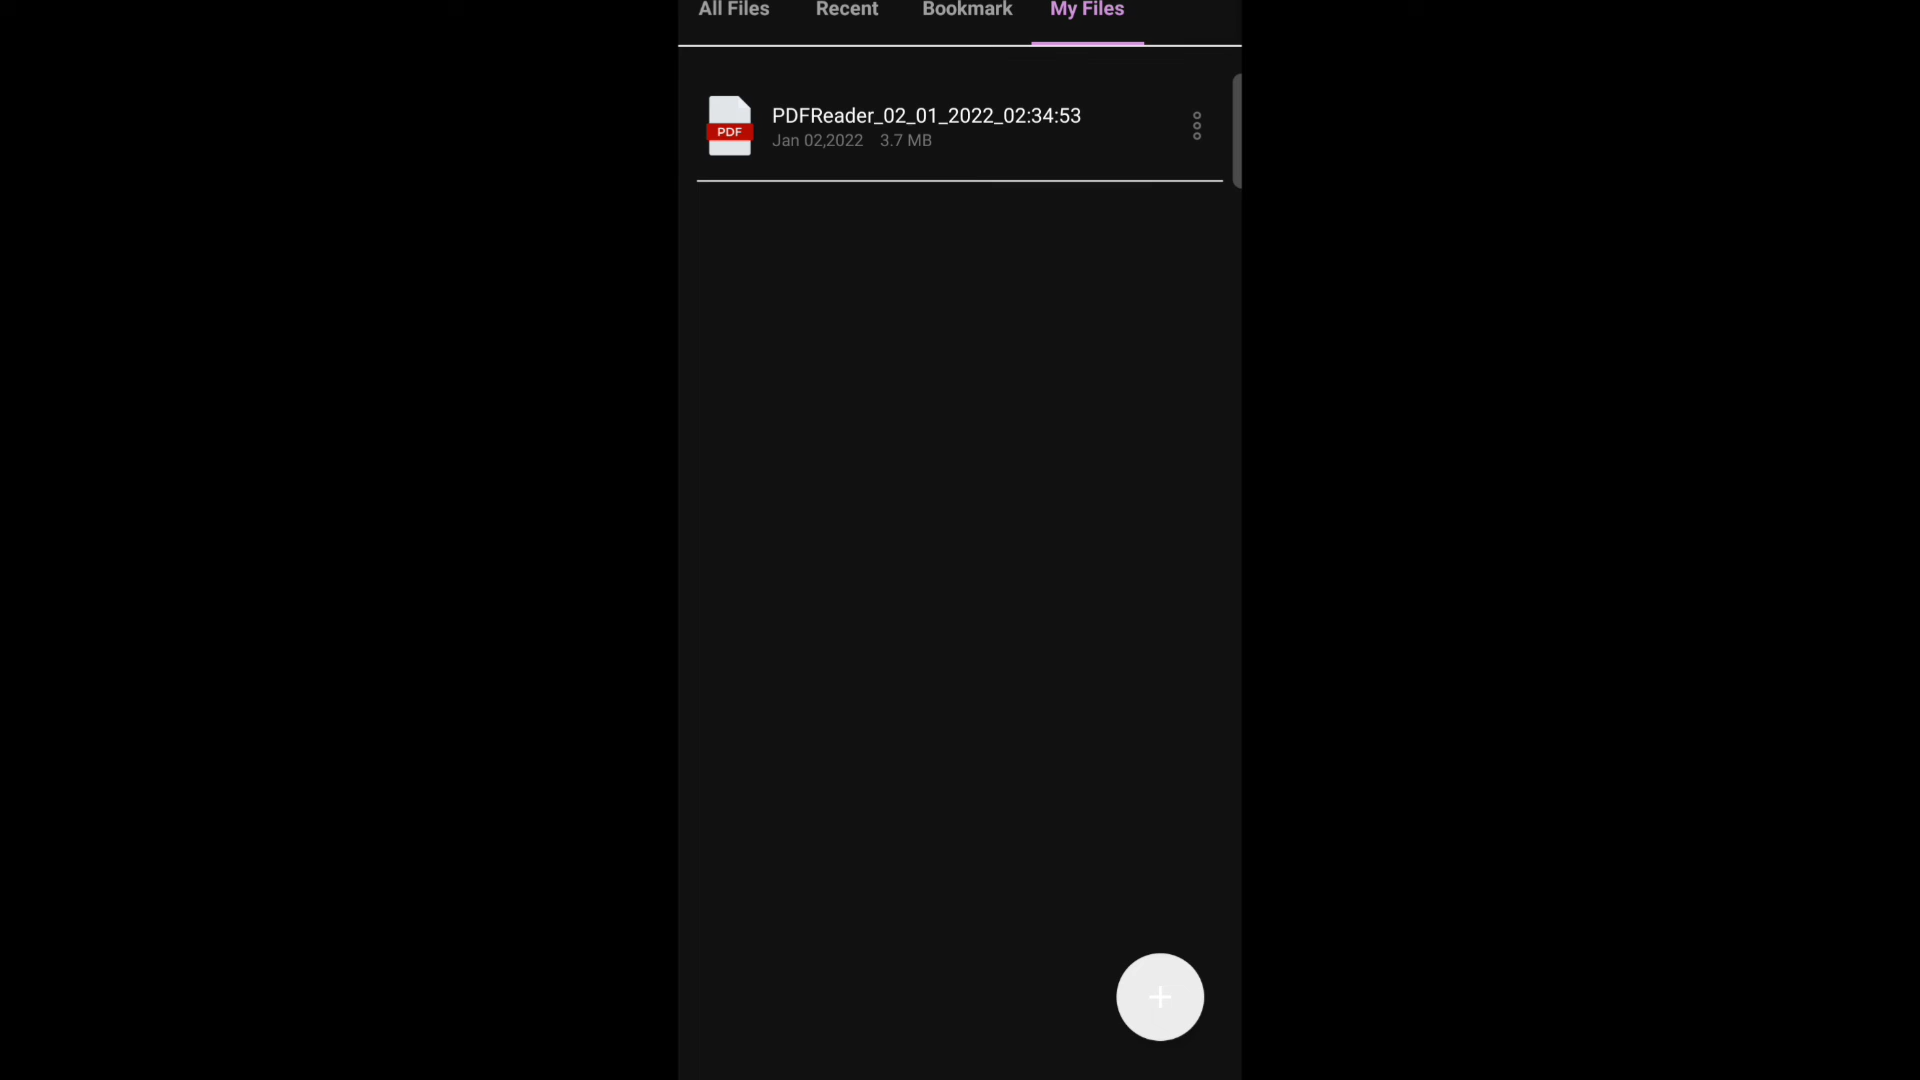 All Files Recent Bookmark My Files
PDF
PDFReader_02_01_2022_02:34:53
Jan 02,2022 3.7 MB